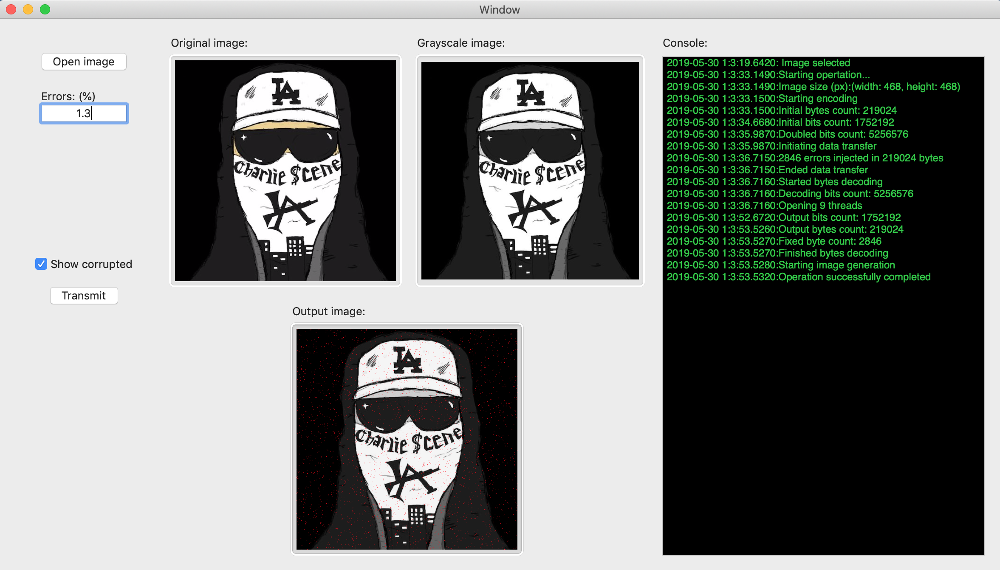 Window
Open image
Errors: (%)
1.3
Show corrupted
Transmit
Original image:
LA
Charlie $cene
Grayscale image:
LA
Charlie $cene
Output image:
LA
Charlie $cene
Console:
2019-05-30 1:3:19.6420: Image selected
2019-05-30 1:3:33.1490:Starting opertation...
2019-05-30 1:3:33.1490:Image size (px):(width: 468, height: 468)
2019-05-30 1:3:33.1500:Starting encoding
2019-05-30 1:3:33.1500:Initial bytes count: 219024
2019-05-30 1:3:34.6680:Initial bits count: 1752192
2019-05-30 1:3:35.9870:Doubled bits count: 5256576
2019-05-30 1:3:35.9870:Initiating data transfer
2019-05-30 1:3:36.7150:2846 errors injected in 219024 bytes
2019-05-30 1:3:36.7150:Ended data transfer
2019-05-30 1:3:36.7160:Started bytes decoding
2019-05-30 1:3:36.7160:Decoding bits count: 5256576
2019-05-30 1:3:36.7160:Opening 9 threads
2019-05-30 1:3:52.6720:Output bits count: 1752192
2019-05-30 1:3:53.5260:Output bytes count: 219024
2019-05-30 1:3:53.5270:Fixed byte count: 2846
2019-05-30 1:3:53.5270:Finished bytes decoding
2019-05-30 1:3:53.5280:Starting image generation
2019-05-30 1:3:53.5320:Operation successfully completed